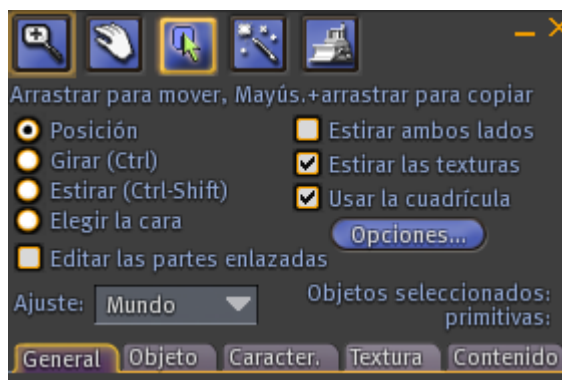 Arrastrar para mover, Mayús.+arrastrar para copiar
Posición
Girar (Ctrl)
Estirar (Ctrl-Shift)
Elegir la cara
Editar las partes enlazadas
Estirar ambos lados
Estirar las texturas
Usar la cuadrícula
Opciones...
Ajuste: Mundo
Objetos seleccionados:
primitivas:
General Objeto Caracter. Textura Contenido